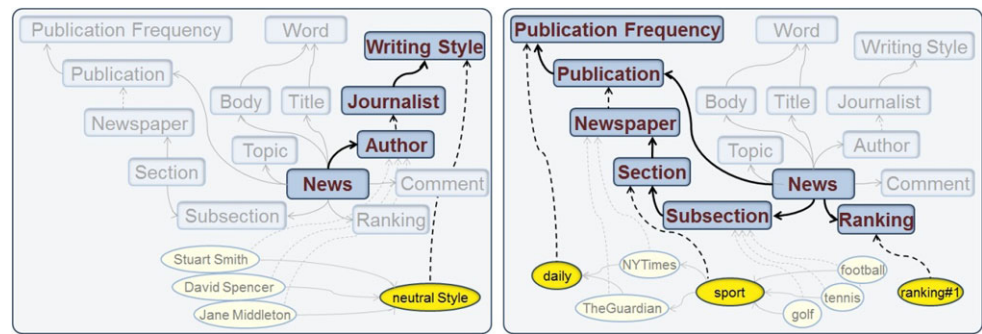 Publication Frequency
Word
Writing Style
Publication
Body
Title
Journalist
Newspaper
Author
Topic
Section
News
Comment
Subsection
Ranking
Stuart Smith
David Spencer
neutral Style
Jane Middleton
Publication Frequency
Word
Writing Style
Publication
Body
Title
Journalist
Newspaper
Author
Topic
Section
News
Comment
Subsection
Ranking
NYTimes
football
daily
sport
ranking#1
tennis
TheGuardian
golf